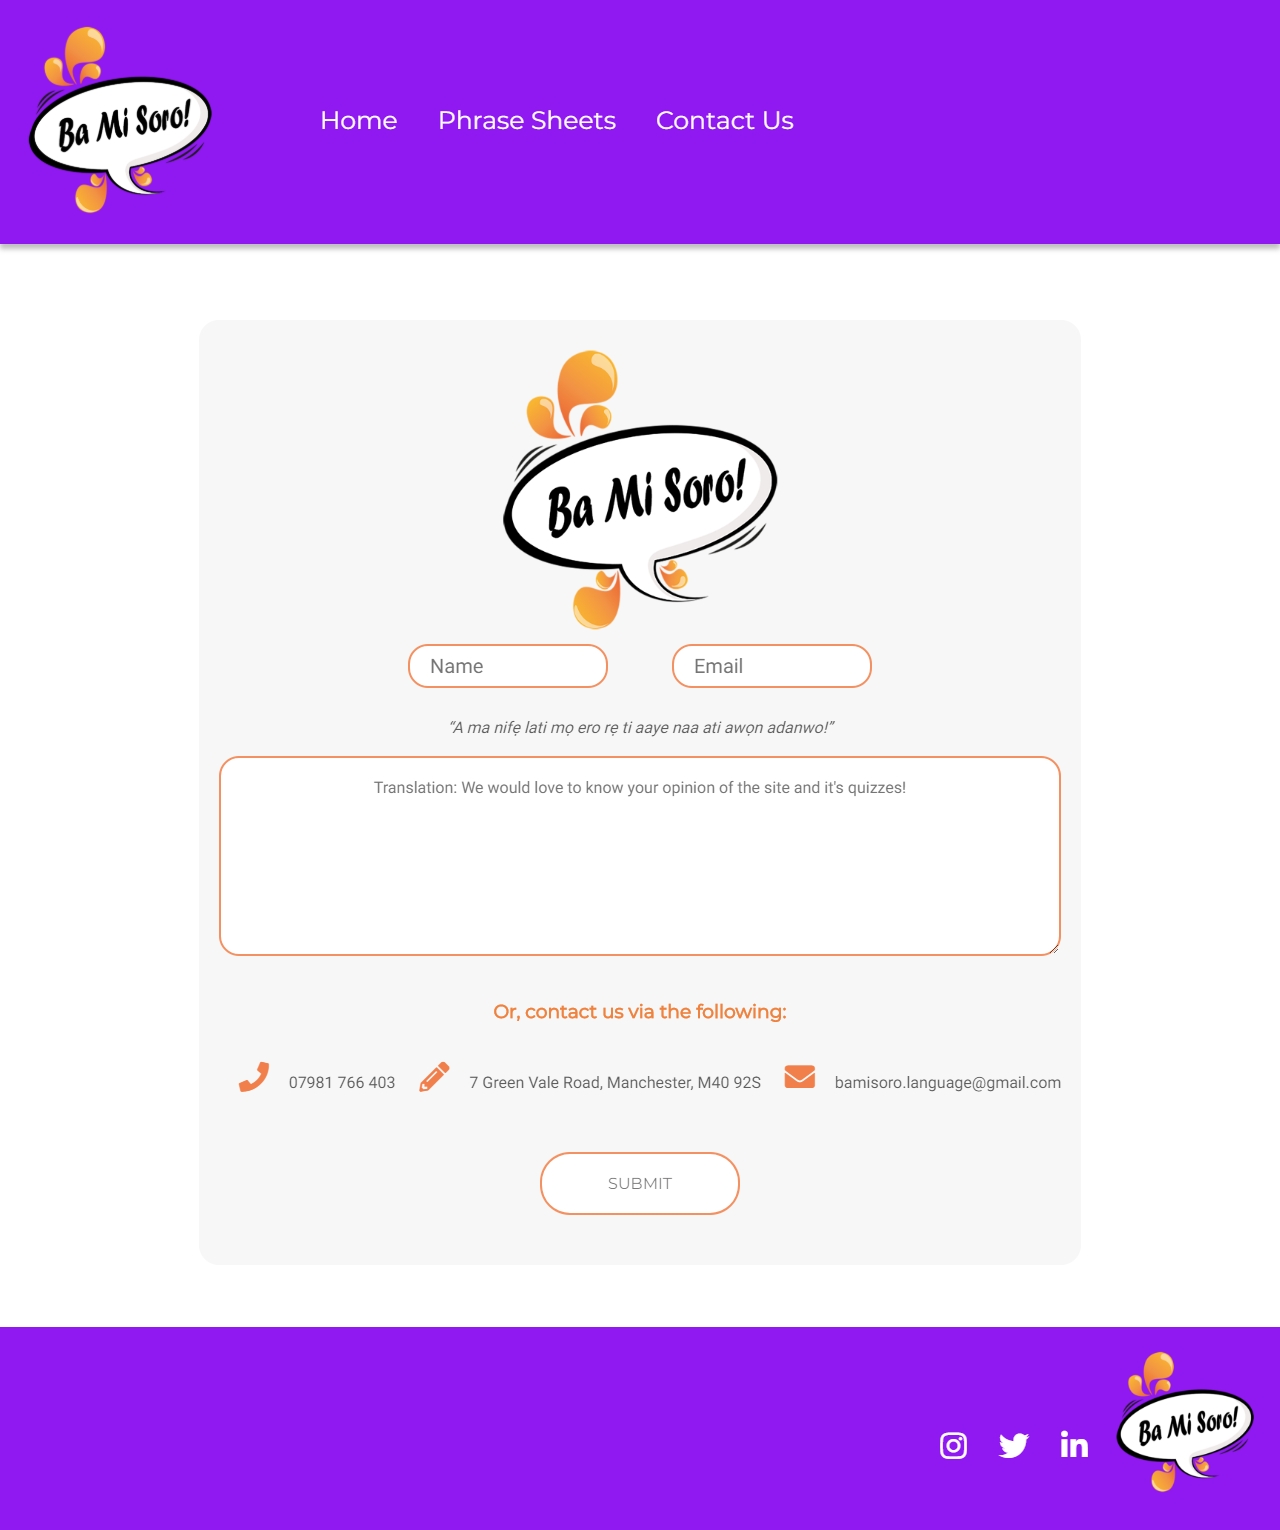 Ba Mi Soro!
Home Phrase Sheets Contact Us
Ba Mi Soro!
Name Email
“A ma nifẹ lati mọ ero rẹ ti aaye naa ati awọn adanwo!”
Translation: We would love to know your opinion of the site and it's quizzes!
Or, contact us via the following:
07981 766 403 7 Green Vale Road, Manchester, M40 92S bamisoro.language@gmail.com
SUBMIT
Ba Mi Soro!